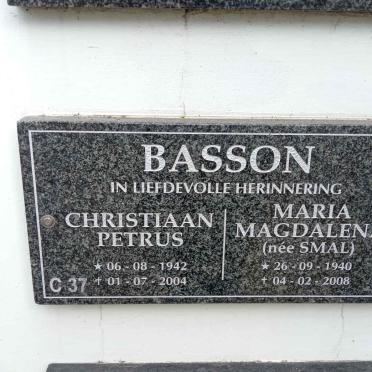 BASSON
IN LIEFDEVOLLE HERINNERING
CHRISTIAAN
PETRUS
★ 06 - 08 - 1942
✝ 01 - 07 - 2004
MARIA
MAGDALENA
(née SMAL)
★ 26 - 09 - 1940
✝ 04 - 02 - 2008
C 37